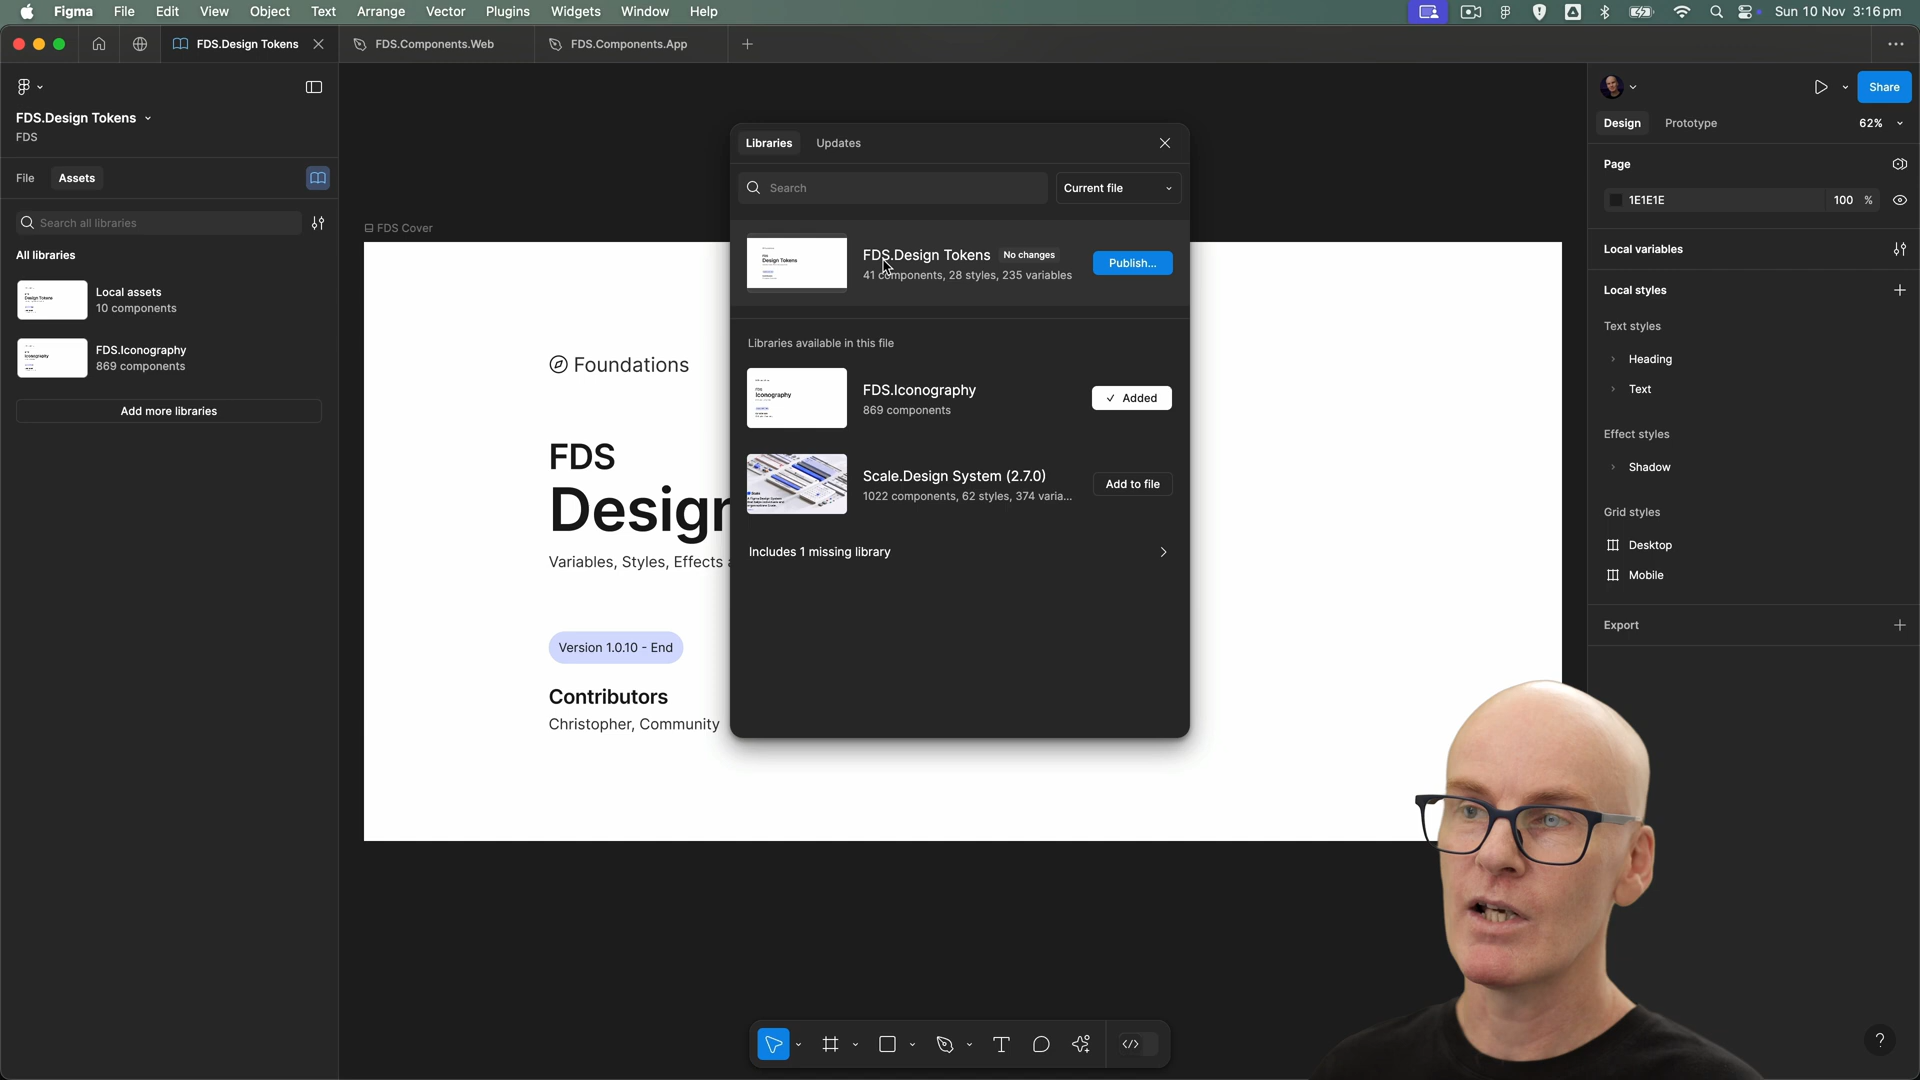 Figma File Edit View Object Text Arrange Vector Plugins Widgets Window Help
Sun 10 Nov 3:16 pm
FDS.Design Tokens
FDS.Components.Web
FDS.Components.App
FDS.Design Tokens
FDS
File Assets
Search all libraries
All libraries
Local assets
10 components
FDS.Iconography
869 components
Add more libraries
FDS Cover
Foundations
FDS
Desigr
Variables, Styles, Effects
Version 1.0.10 - End
Contributors
Christopher, Community
Libraries Updates
Search
Current file
FDS.Design Tokens No changes
41 components, 28 styles, 235 variables
Publish...
Libraries available in this file
FDS.Iconography
869 components
Added
Scale.Design System (2.7.0)
1022 components, 62 styles, 374 varia...
Add to file
Includes 1 missing library
Share
Design Prototype 62%
Page
1E1E1E 100 %
Local variables
Local styles
Text styles
Heading
Text
Effect styles
Shadow
Grid styles
Desktop
Mobile
Export
?